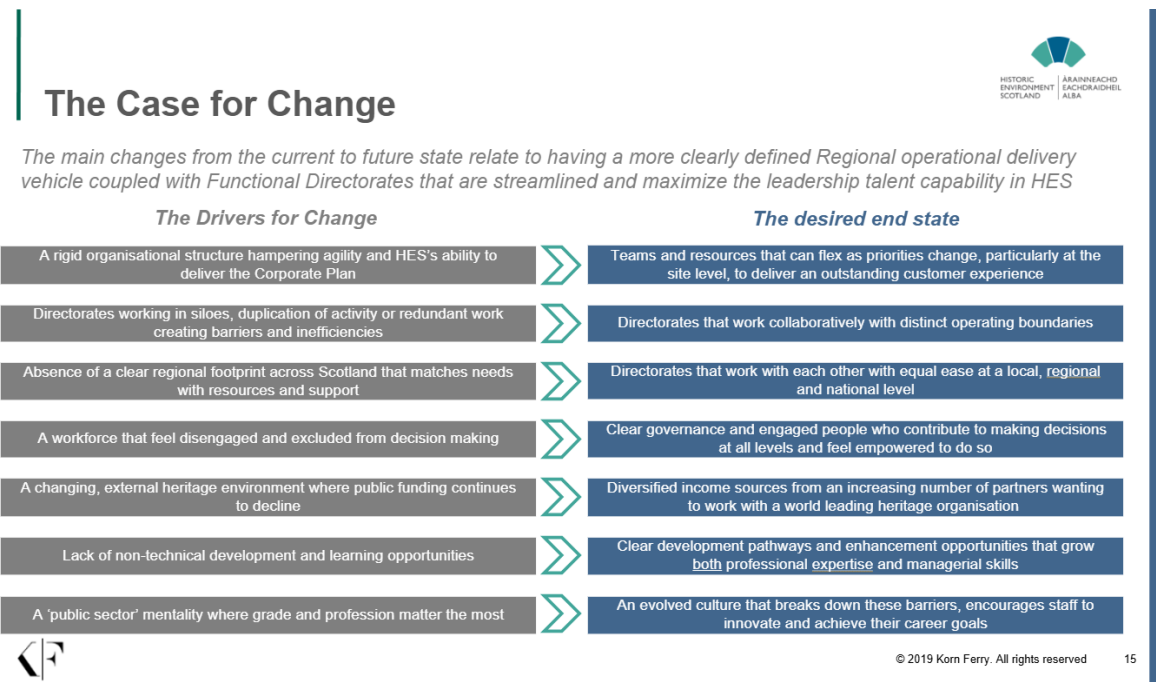 HISTORIC
ENVIRONMENT
SCOTLAND
ÀRAINNEACHD
EACHDRAIDHEIL
ALBA
The Case for Change
The main changes from the current to future state relate to having a more clearly defined Regional operational delivery
vehicle coupled with Functional Directorates that are streamlined and maximize the leadership talent capability in HES
The Drivers for Change
The desired end state
A rigid organisational structure hampering agility and HES's ability to
deliver the Corporate Plan
Teams and resources that can flex as priorities change, particularly at the
site level, to deliver an outstanding customer experience
Directorates working in siloes, duplication of activity or redundant work
creating barriers and inefficiencies
Directorates that work collaboratively with distinct operating boundaries
Absence of a clear regional footprint across Scotland that matches needs
with resources and support
Directorates that work with each other with equal ease at a local, regional
and national level
A workforce that feel disengaged and excluded from decision making
Clear governance and engaged people who contribute to making decisions
at all levels and feel empowered to do so
A changing, external heritage environment where public funding continues
to decline
Diversified income sources from an increasing number of partners wanting
to work with a world leading heritage organisation
Lack of non-technical development and learning opportunities
Clear development pathways and enhancement opportunities that grow
both professional expertise and managerial skills
A ‘public sector’ mentality where grade and profession matter the most
An evolved culture that breaks down these barriers, encourages staff to
innovate and achieve their career goals
KF
© 2019 Korn Ferry. All rights reserved
15